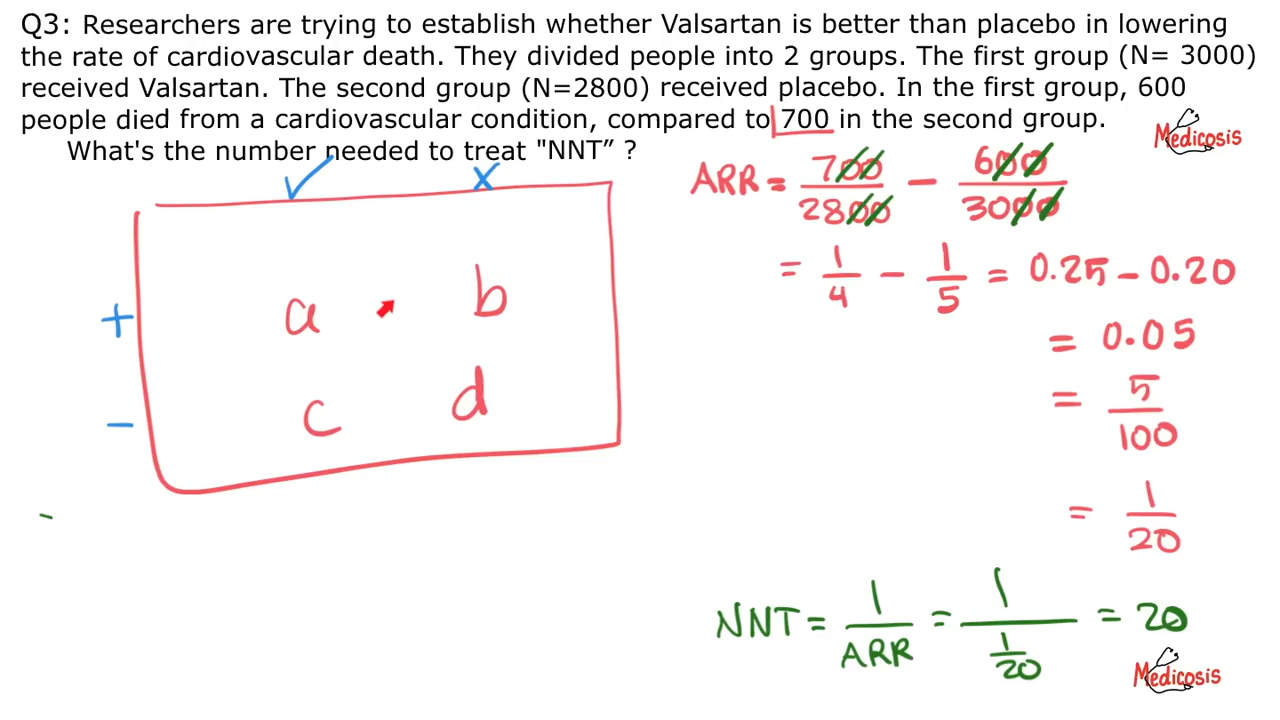 Q3: Researchers are trying to establish whether Valsartan is better than placebo in lowering
the rate of cardiovascular death. They divided people into 2 groups. The first group (N= 3000)
received Valsartan. The second group (N=2800) received placebo. In the first group, 600
people died from a cardiovascular condition, compared to 700 in the second group.
What's the number needed to treat "NNT" ?
Medicosis
✓ x
+ a b
- c d
ARR = 700/2800 - 600/3000
= 1/4 - 1/5 = 0.25 - 0.20
= 0.05
= 5/100
= 1/20
-
NNT = 1/ARR = 1/(1/20) = 20
Medicosis